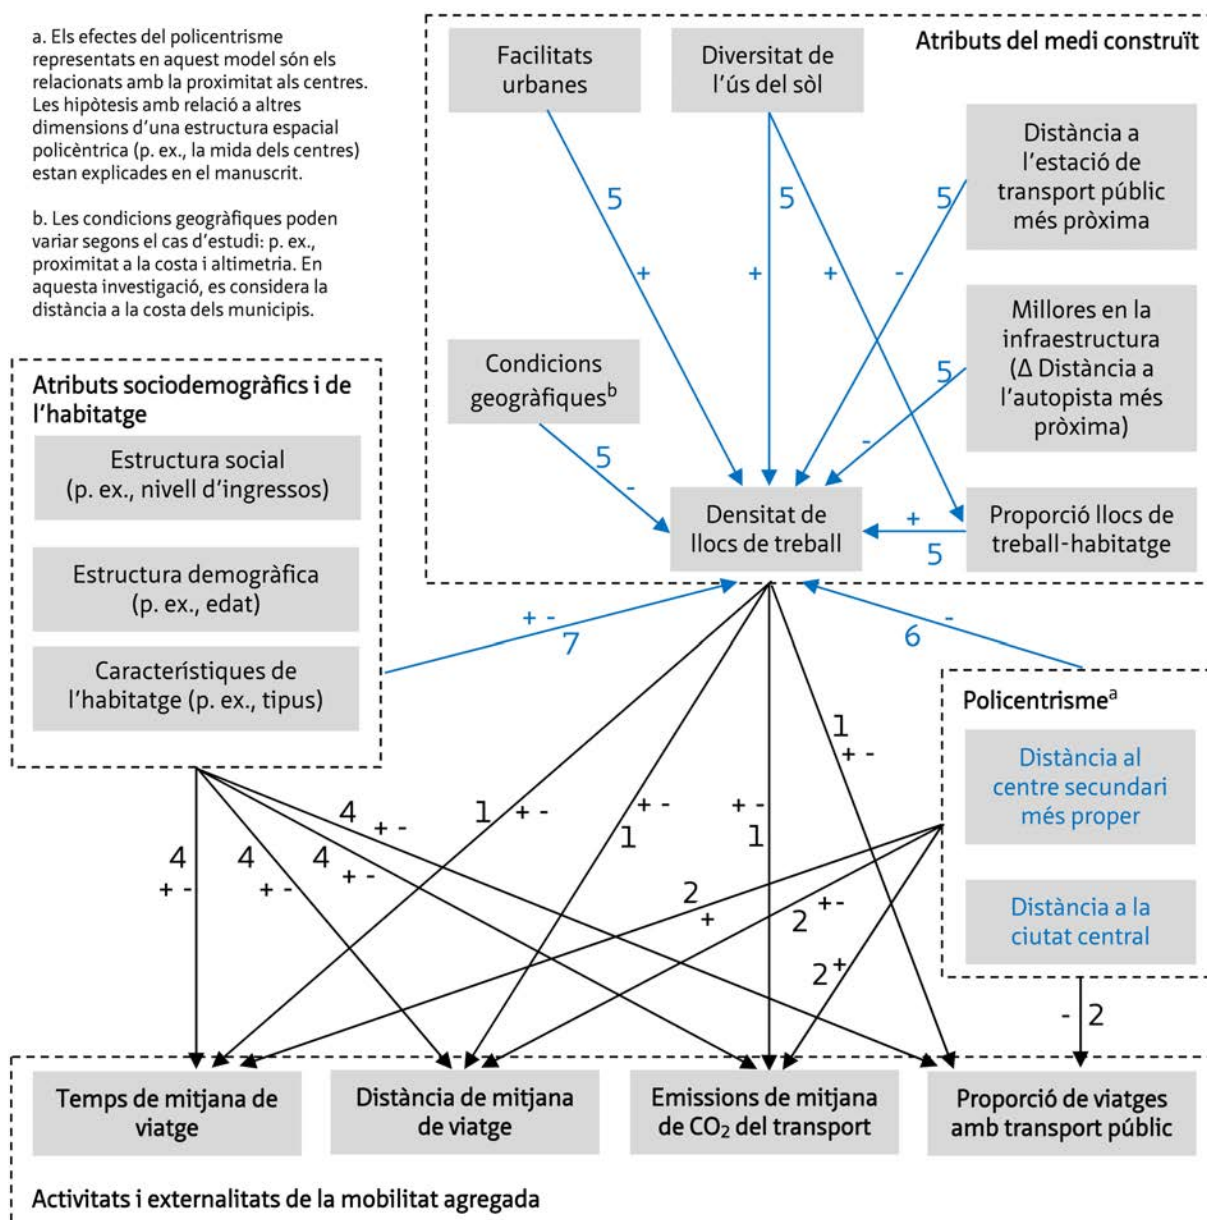 a. Els efectes del policentrisme
representats en aquest model són els
relacionats amb la proximitat als centres.
Les hipòtesis amb relació a altres
dimensions d'una estructura espacial
policèntrica (p. ex., la mida dels centres)
estan explicades en el manuscrit.
b. Les condicions geogràfiques poden
variar segons el cas d'estudi: p. ex.,
proximitat a la costa i altimetria. En
aquesta investigació, es considera la
distància a la costa dels municipis.
Atributs del medi construït
Facilitats
urbanes
Diversitat de
l'ús del sòl
Distància a
l'estació de
transport públic
més pròxima
Millores en la
infraestructura
(Δ Distància a
l'autopista més
pròxima)
Condicions
geogràfiquesᵇ
Densitat de
llocs de treball
Proporció llocs de
treball-habitatge
5
+
5
+
+
5
-
5
-
5
-
+
5
Atributs sociodemogràfics i de
l'habitatge
Estructura social
(p. ex., nivell d'ingressos)
Estructura demogràfica
(p. ex., edat)
Característiques de
l'habitatge (p. ex., tipus)
+ -
7
-
6
Policentrismeᵃ
Distància al
centre secundari
més proper
Distància a la
ciutat central
4
+ -
4
+ -
4
+ -
4
+ -
1
+ -
+ -
1
+ -
1
1
+ -
2
+
2
+-
2
+
-
2
Temps de mitjana de
viatge
Distància de mitjana
de viatge
Emissions de mitjana
de CO₂ del transport
Proporció de viatges
amb transport públic
Activitats i externalitats de la mobilitat agregada